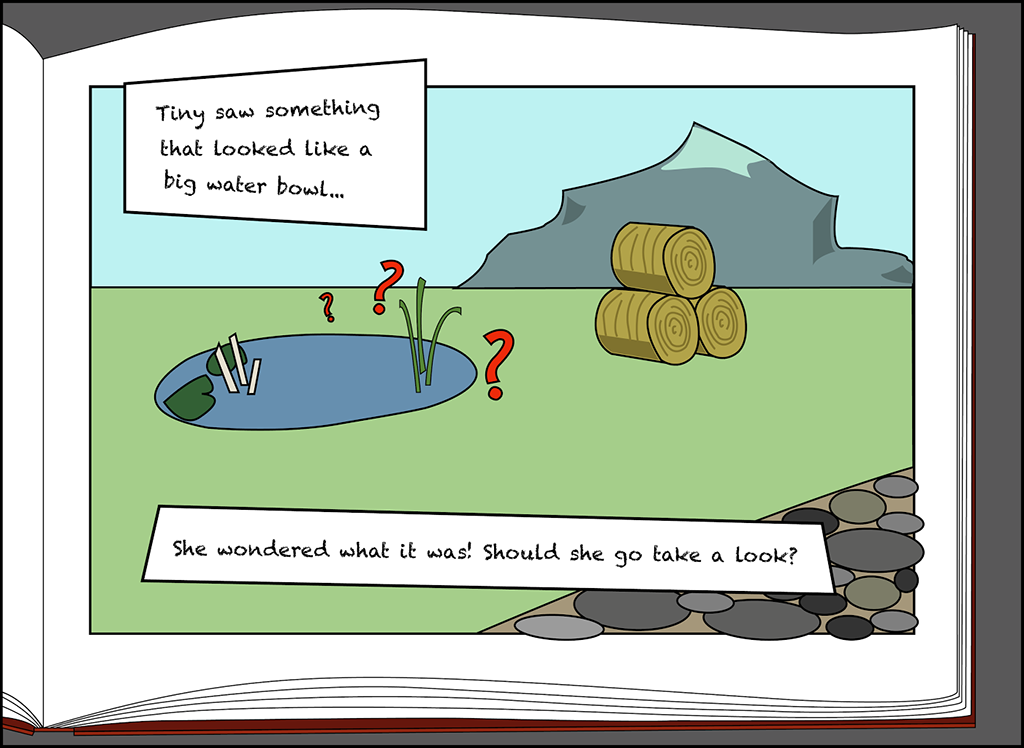 Tiny saw something
that looked like a
big water bowl...
?
?
?
She wondered what it was! Should she go take a look?